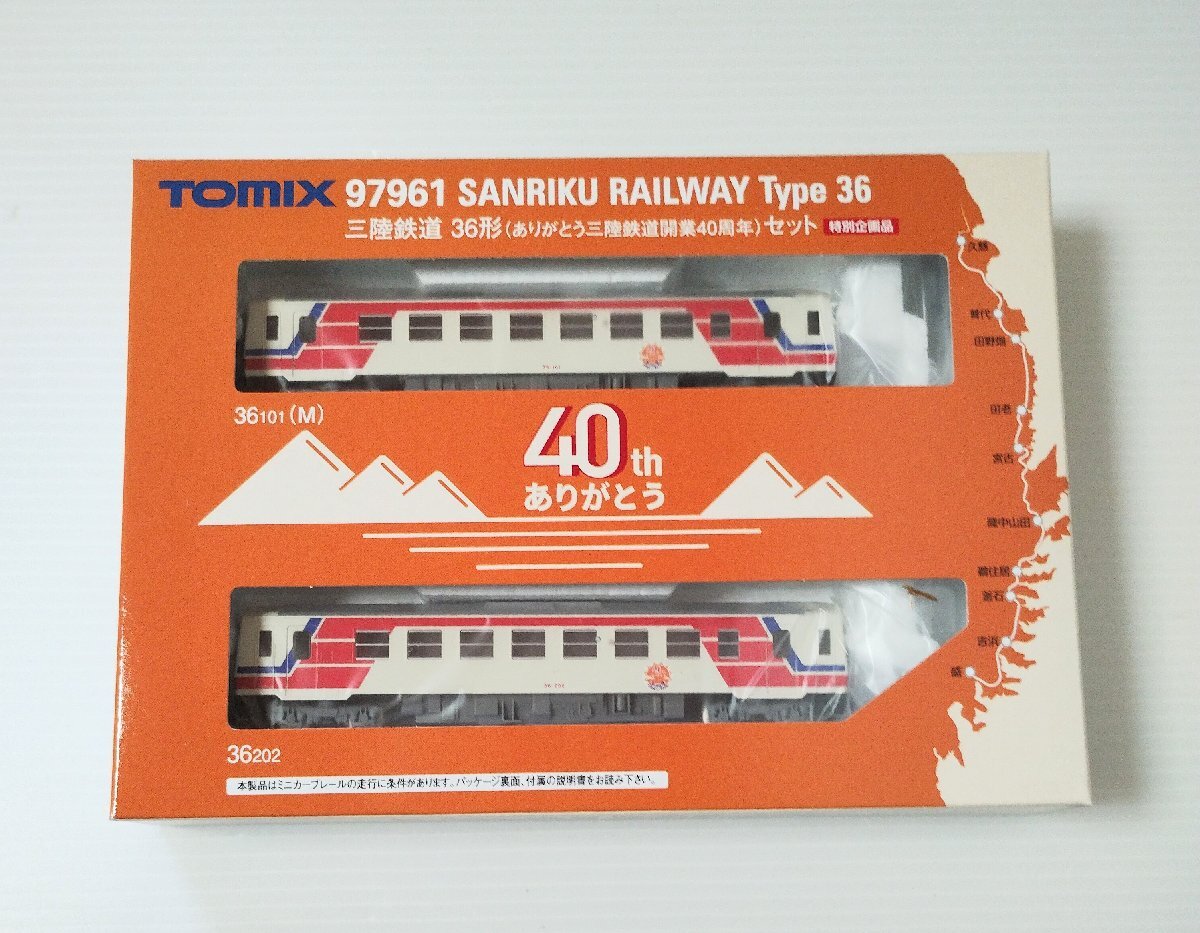 TOMIX 97961 SANRIKU RAILWAY Type 36
三陸鉄道 36形(ありがとう三陸鉄道開業40周年)セット 特別企画品
久慈
普代
田野畑
田老
宮古
陸中山田
鵜住居
釜石
吉浜
盛
36101(M)
40th
ありがとう
36202
本製品はミニカーブレールの走行に条件があります。パッケージ裏面、付属の説明書をお読み下さい。